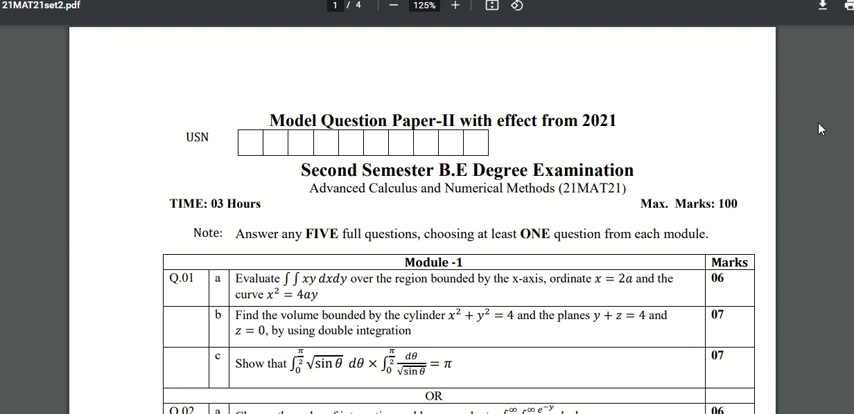 21MAT21set2.pdf
1 / 4
125%
Model Question Paper-II with effect from 2021
USN
Second Semester B.E Degree Examination
Advanced Calculus and Numerical Methods (21MAT21)
TIME: 03 Hours Max. Marks: 100
Note: Answer any FIVE full questions, choosing at least ONE question from each module.
Module -1 Marks
Q.01 a Evaluate ∫ ∫ xy dxdy over the region bounded by the x-axis, ordinate x = 2a and the 06
curve x² = 4ay
b Find the volume bounded by the cylinder x² + y² = 4 and the planes y + z = 4 and 07
z = 0, by using double integration
c Show that ∫₀^(π/2) √sin θ dθ × ∫₀^(π/2) dθ/√sin θ = π 07
OR
Q.02 a 06